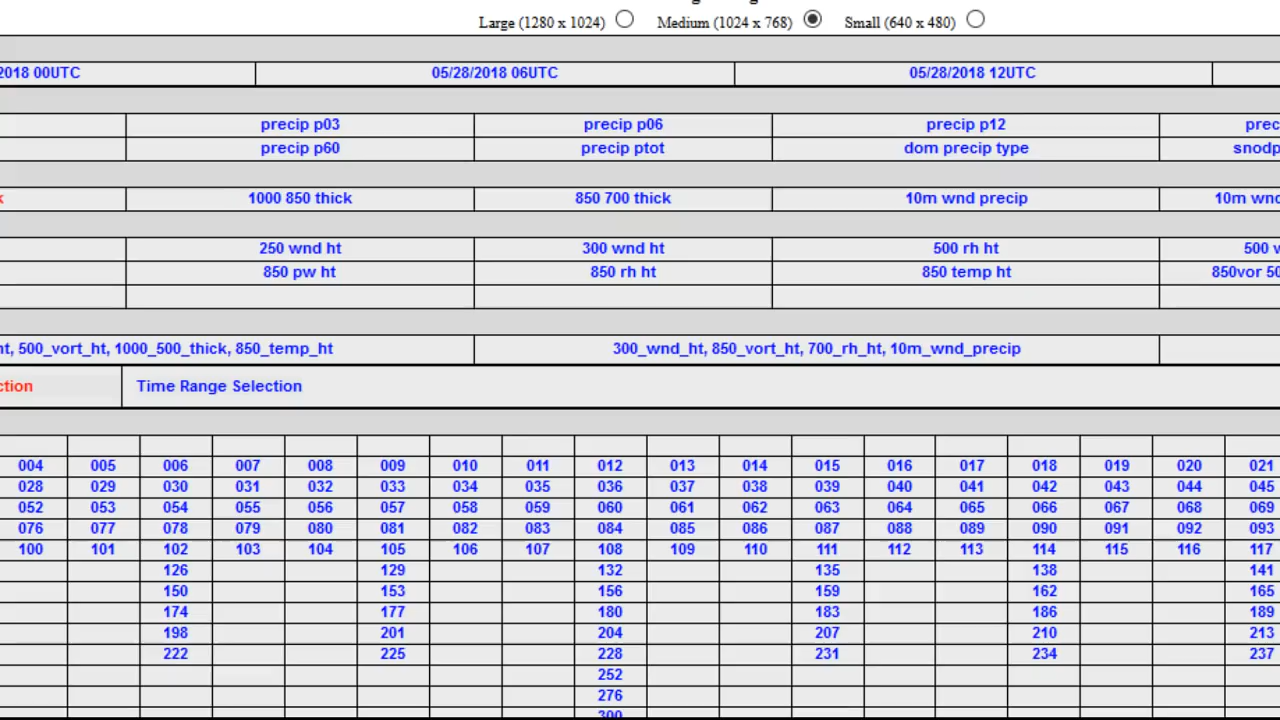 Large (1280 x 1024) Medium (1024 x 768) Small (640 x 480)
2018 00UTC 05/28/2018 06UTC 05/28/2018 12UTC
precip p03 precip p06 precip p12 prec
precip p60 precip ptot dom precip type snodp
1000 850 thick 850 700 thick 10m wnd precip 10m wnd
250 wnd ht 300 wnd ht 500 rh ht 500 v
850 pw ht 850 rh ht 850 temp ht 850vor 50
ht, 500_vort_ht, 1000_500_thick, 850_temp_ht 300_wnd_ht, 850_vort_ht, 700_rh_ht, 10m_wnd_precip
ction Time Range Selection
004 005 006 007 008 009 010 011 012 013 014 015 016 017 018 019 020 021
028 029 030 031 032 033 034 035 036 037 038 039 040 041 042 043 044 045
052 053 054 055 056 057 058 059 060 061 062 063 064 065 066 067 068 069
076 077 078 079 080 081 082 083 084 085 086 087 088 089 090 091 092 093
100 101 102 103 104 105 106 107 108 109 110 111 112 113 114 115 116 117
126 129 132 135 138 141
150 153 156 159 162 165
174 177 180 183 186 189
198 201 204 207 210 213
222 225 228 231 234 237
252
276
300